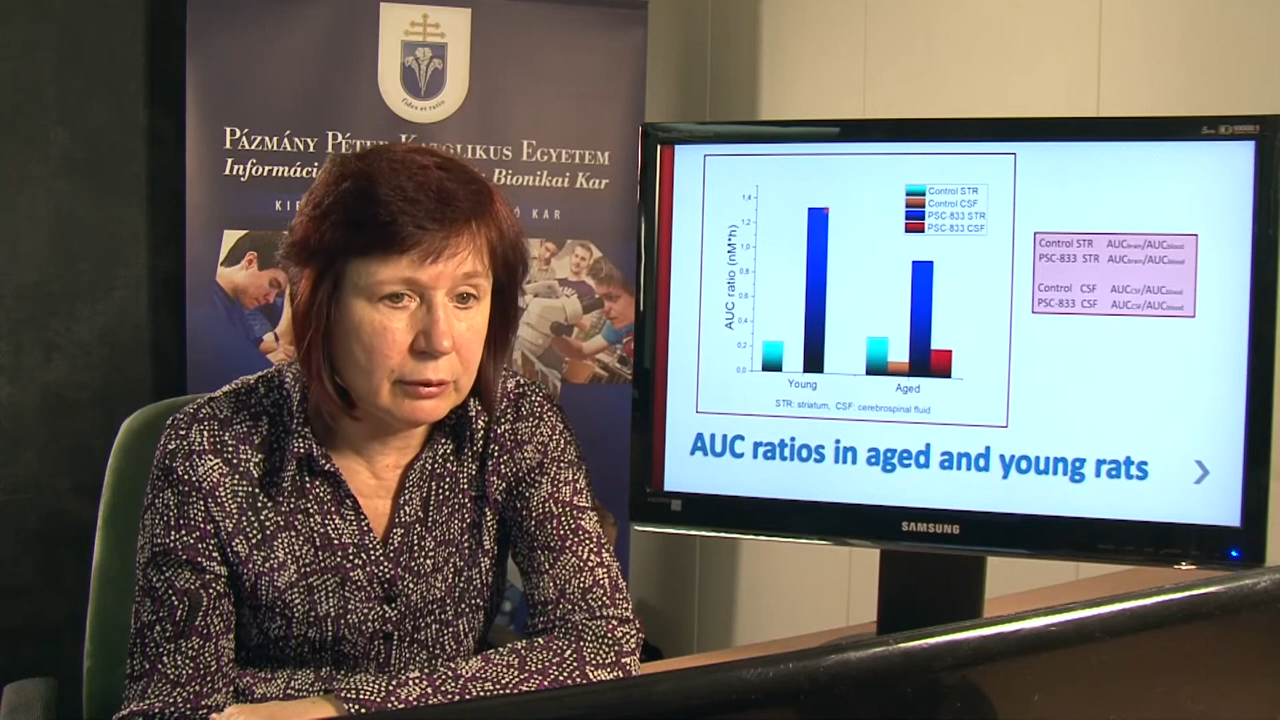 fides et ratio
PÁZMÁNY PÉTER KATOLIKUS EGYETEM
Informáci Bionikai Kar
Ó KAR
Control STR
Control CSF
PSC-833 STR
PSC-833 CSF
1,4
1,2
1,0
0,8
0,6
0,4
0,2
0,0
AUC ratio (nM*h)
Young Aged
STR: striatum, CSF: cerebrospinal fluid
Control STR AUCbrain/AUCblood
PSC-833 STR AUCbrain/AUCblood
Control CSF AUCCSF/AUCblood
PSC-833 CSF AUCCSF/AUCblood
AUC ratios in aged and young rats
SAMSUNG